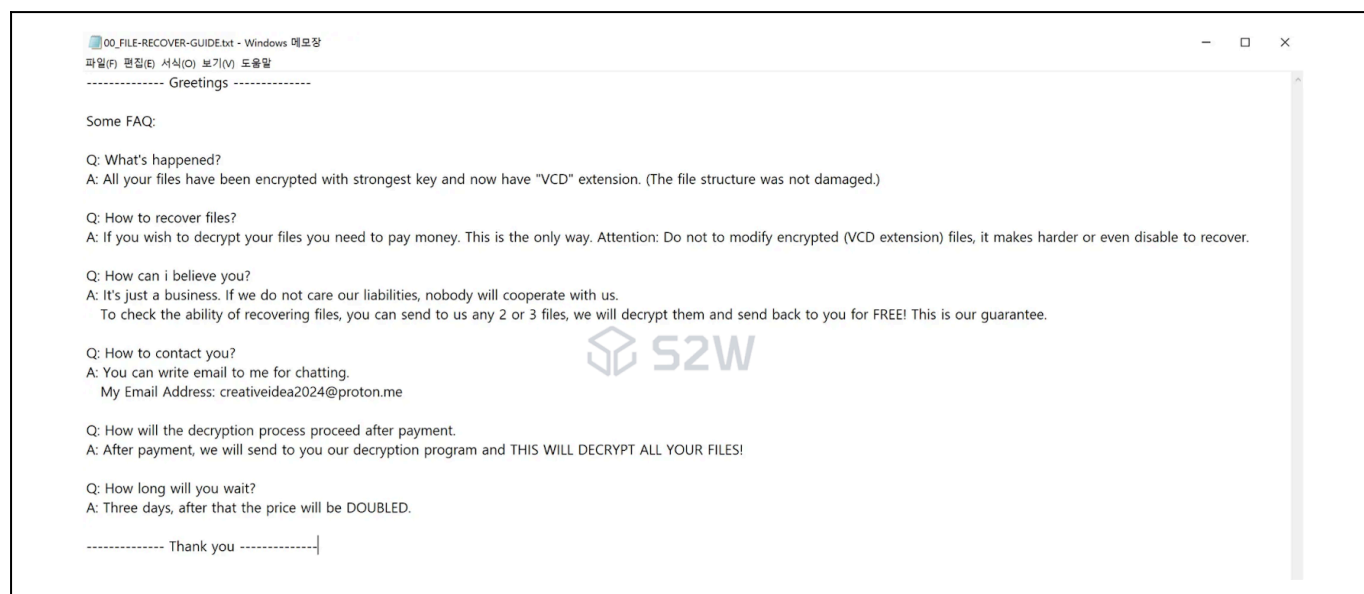 00_FILE-RECOVER-GUIDE.txt - Windows 메모장
파일(F) 편집(E) 서식(O) 보기(V) 도움말
-------------- Greetings --------------
Some FAQ:
Q: What's happened?
A: All your files have been encrypted with strongest key and now have "VCD" extension. (The file structure was not damaged.)
Q: How to recover files?
A: If you wish to decrypt your files you need to pay money. This is the only way. Attention: Do not to modify encrypted (VCD extension) files, it makes harder or even disable to recover.
Q: How can i believe you?
A: It's just a business. If we do not care our liabilities, nobody will cooperate with us.
To check the ability of recovering files, you can send to us any 2 or 3 files, we will decrypt them and send back to you for FREE! This is our guarantee.
S2W
Q: How to contact you?
A: You can write email to me for chatting.
My Email Address: creativeidea2024@proton.me
Q: How will the decryption process proceed after payment.
A: After payment, we will send to you our decryption program and THIS WILL DECRYPT ALL YOUR FILES!
Q: How long will you wait?
A: Three days, after that the price will be DOUBLED.
-------------- Thank you --------------